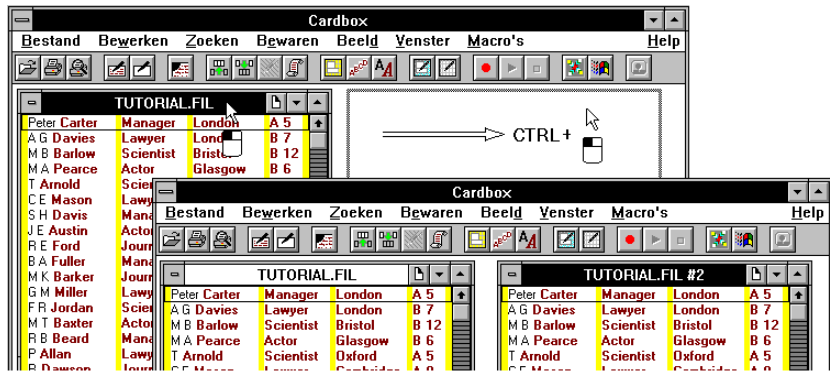 Cardbox
Bestand Bewerken Zoeken Bewaren Beeld Venster Macro's Help
TUTORIAL.FIL
Peter Carter Manager London A 5
A G Davies Lawyer London B 7
M B Barlow Scientist Bristol B 12
M A Pearce Actor Glasgow B 6
T Arnold
C E Mason
S H Davis
J E Austin
R E Ford
B A Fuller
M K Barker
G M Miller
F R Jordan
M T Baxter
R B Beard
P Allan
CTRL+
Cardbox
Bestand Bewerken Zoeken Bewaren Beeld Venster Macro's Help
TUTORIAL.FIL
Peter Carter Manager London A 5
A G Davies Lawyer London B 7
M B Barlow Scientist Bristol B 12
M A Pearce Actor Glasgow B 6
T Arnold Scientist Oxford A 5
TUTORIAL.FIL #2
Peter Carter Manager London A 5
A G Davies Lawyer London B 7
M B Barlow Scientist Bristol B 12
M A Pearce Actor Glasgow B 6
T Arnold Scientist Oxford A 5